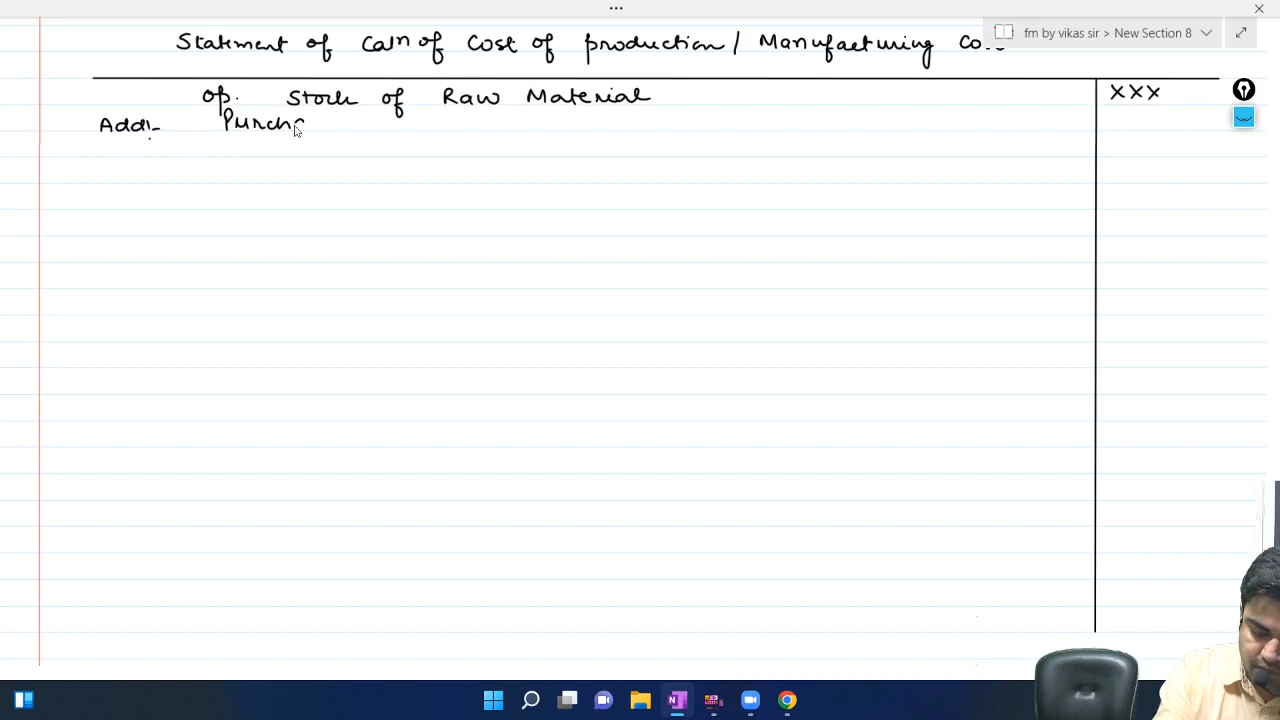 Statement of Caln of Cost of production / Manufacturing Co
fm by vikas sir > New Section 8
Op. Stock of Raw Material XXX
Add:- Purcha